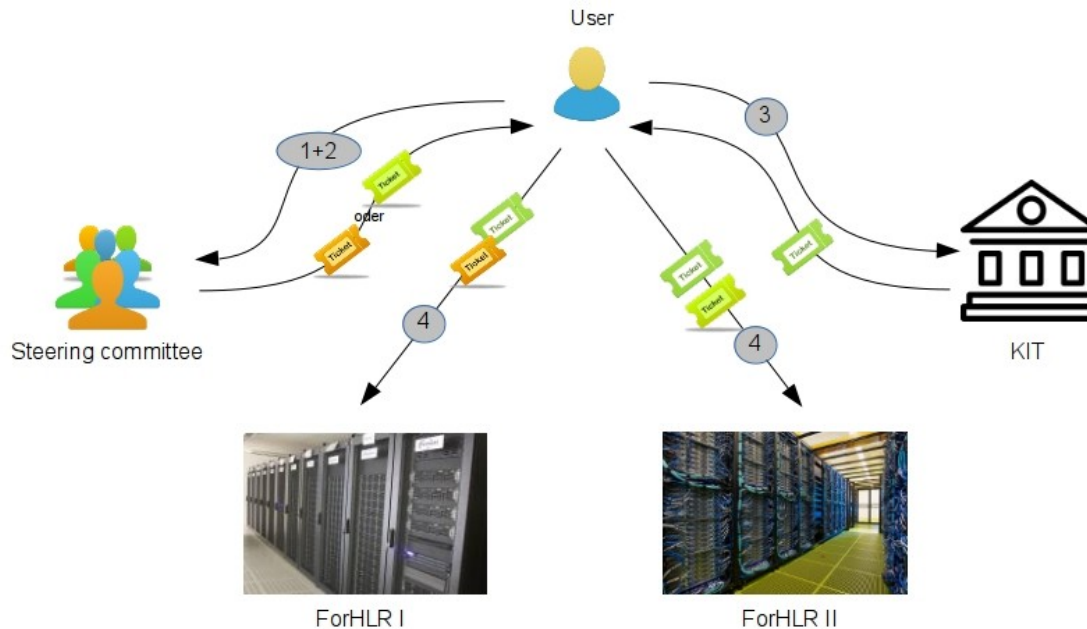 User
3
1+2
Ticket
oder
Ticket
Ticket
Ticket
Ticket
Ticket
Ticket
4
4
Steering committee
KIT
ForHLR I
ForHLR II